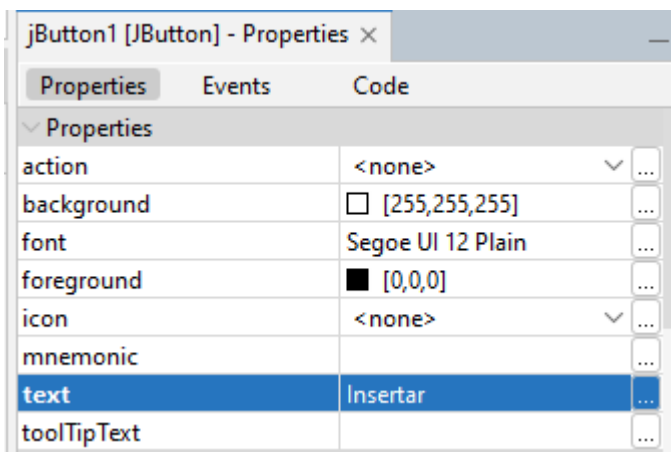 jButton1 [JButton] - Properties ×
Properties Events Code
Properties
action <none> ...
background [255,255,255] ...
font Segoe UI 12 Plain ...
foreground [0,0,0] ...
icon <none> ...
mnemonic ...
text Insertar ...
toolTipText ...